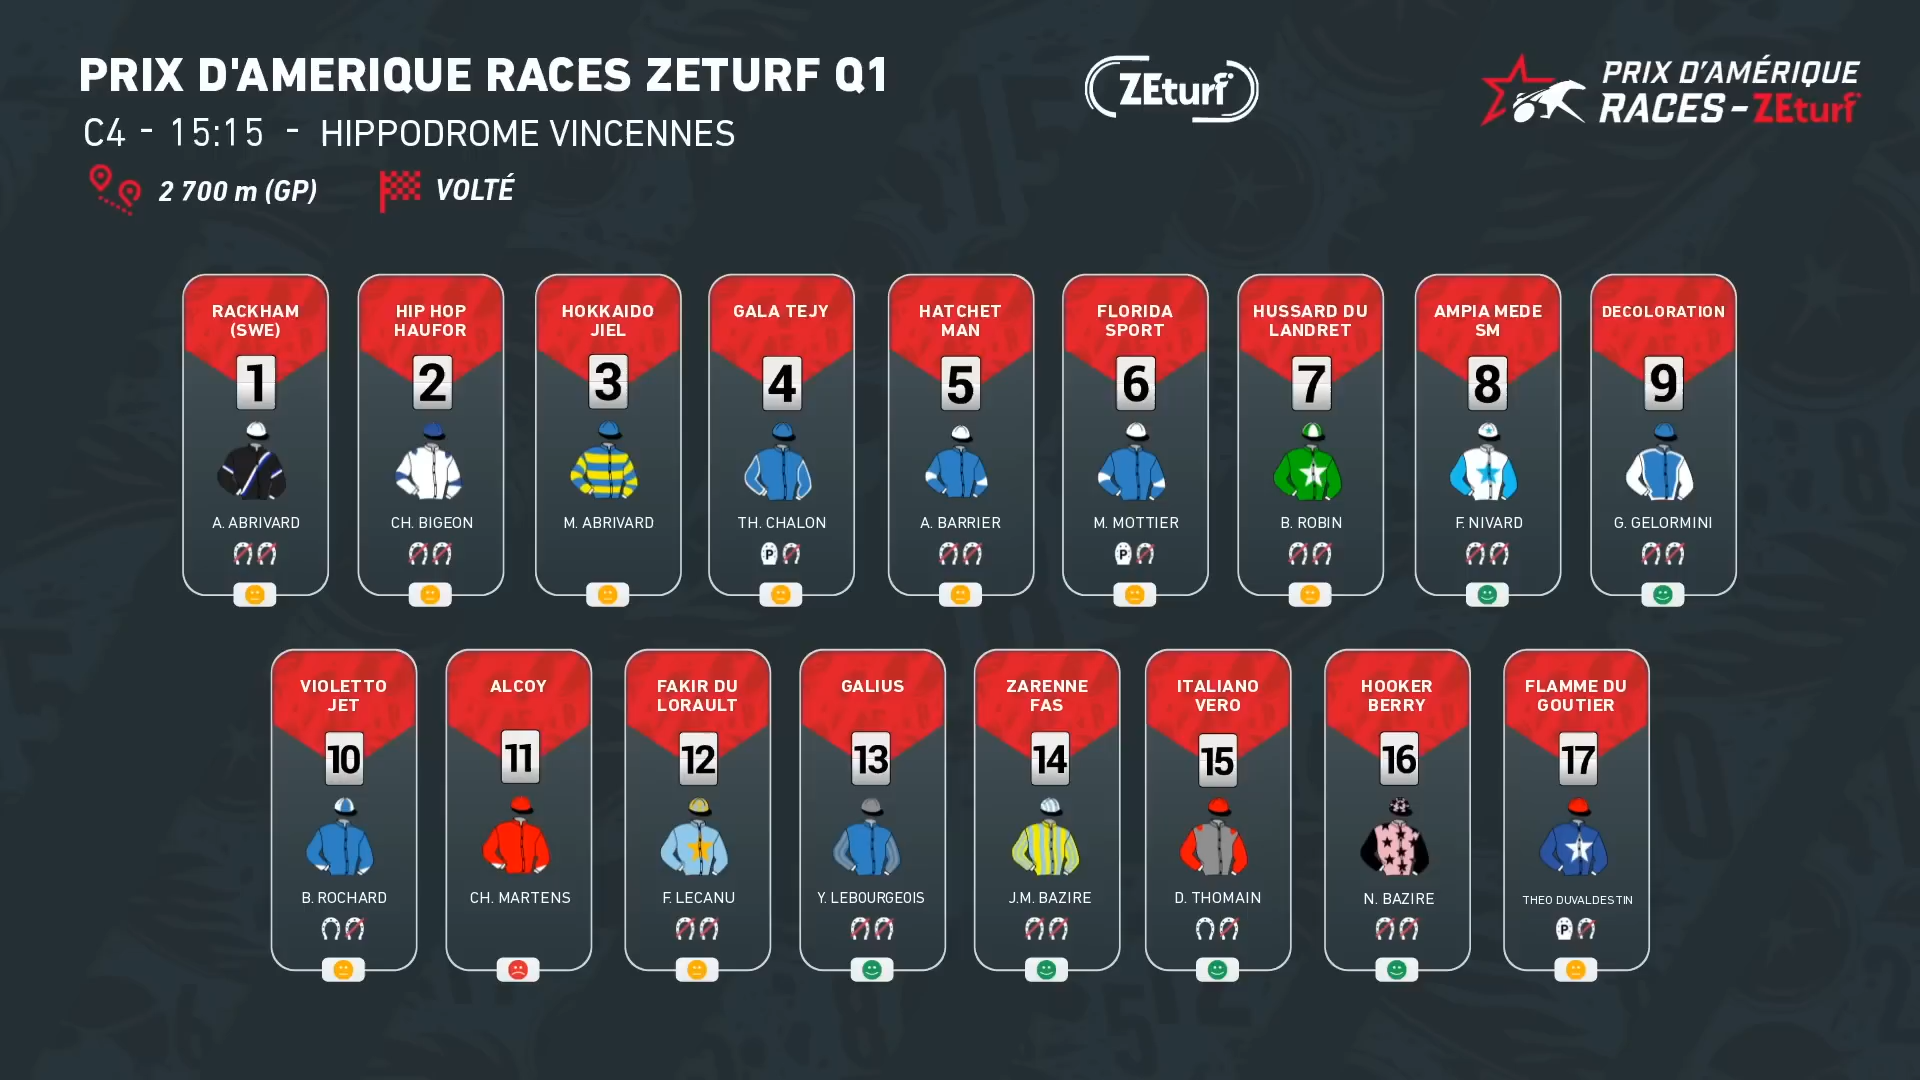 PRIX D'AMERIQUE RACES ZETURF Q1
C4 - 15:15 - HIPPODROME VINCENNES
2 700 m (GP)
VOLTÉ
ZEturf
PRIX D'AMÉRIQUE
RACES-ZEturf
RACKHAM
(SWE)
1
A. ABRIVARD
HIP HOP
HAUFOR
2
CH. BIGEON
HOKKAIDO
JIEL
3
M. ABRIVARD
GALA TEJY
4
TH. CHALON
P
HATCHET
MAN
5
A. BARRIER
FLORIDA
SPORT
6
M. MOTTIER
P
HUSSARD DU
LANDRET
7
B. ROBIN
AMPIA MEDE
SM
8
F. NIVARD
DECOLORATION
9
G. GELORMINI
VIOLETTO
JET
10
B. ROCHARD
ALCOY
11
CH. MARTENS
FAKIR DU
LORAULT
12
F. LECANU
GALIUS
13
Y. LEBOURGEOIS
ZARENNE
FAS
14
J.M. BAZIRE
ITALIANO
VERO
15
D. THOMAIN
HOOKER
BERRY
16
N. BAZIRE
FLAMME DU
GOUTIER
17
THEO DUVALDESTIN
P